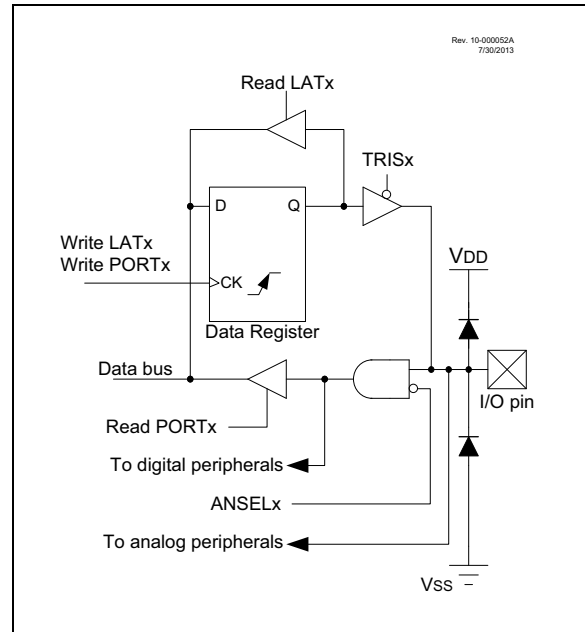 Rev. 10-000052A
7/30/2013
Read LATx
TRISx
D
Q
Write LATx
Write PORTx
CK
VDD
Data Register
Data bus
I/O pin
Read PORTx
To digital peripherals
ANSELx
To analog peripherals
Vss